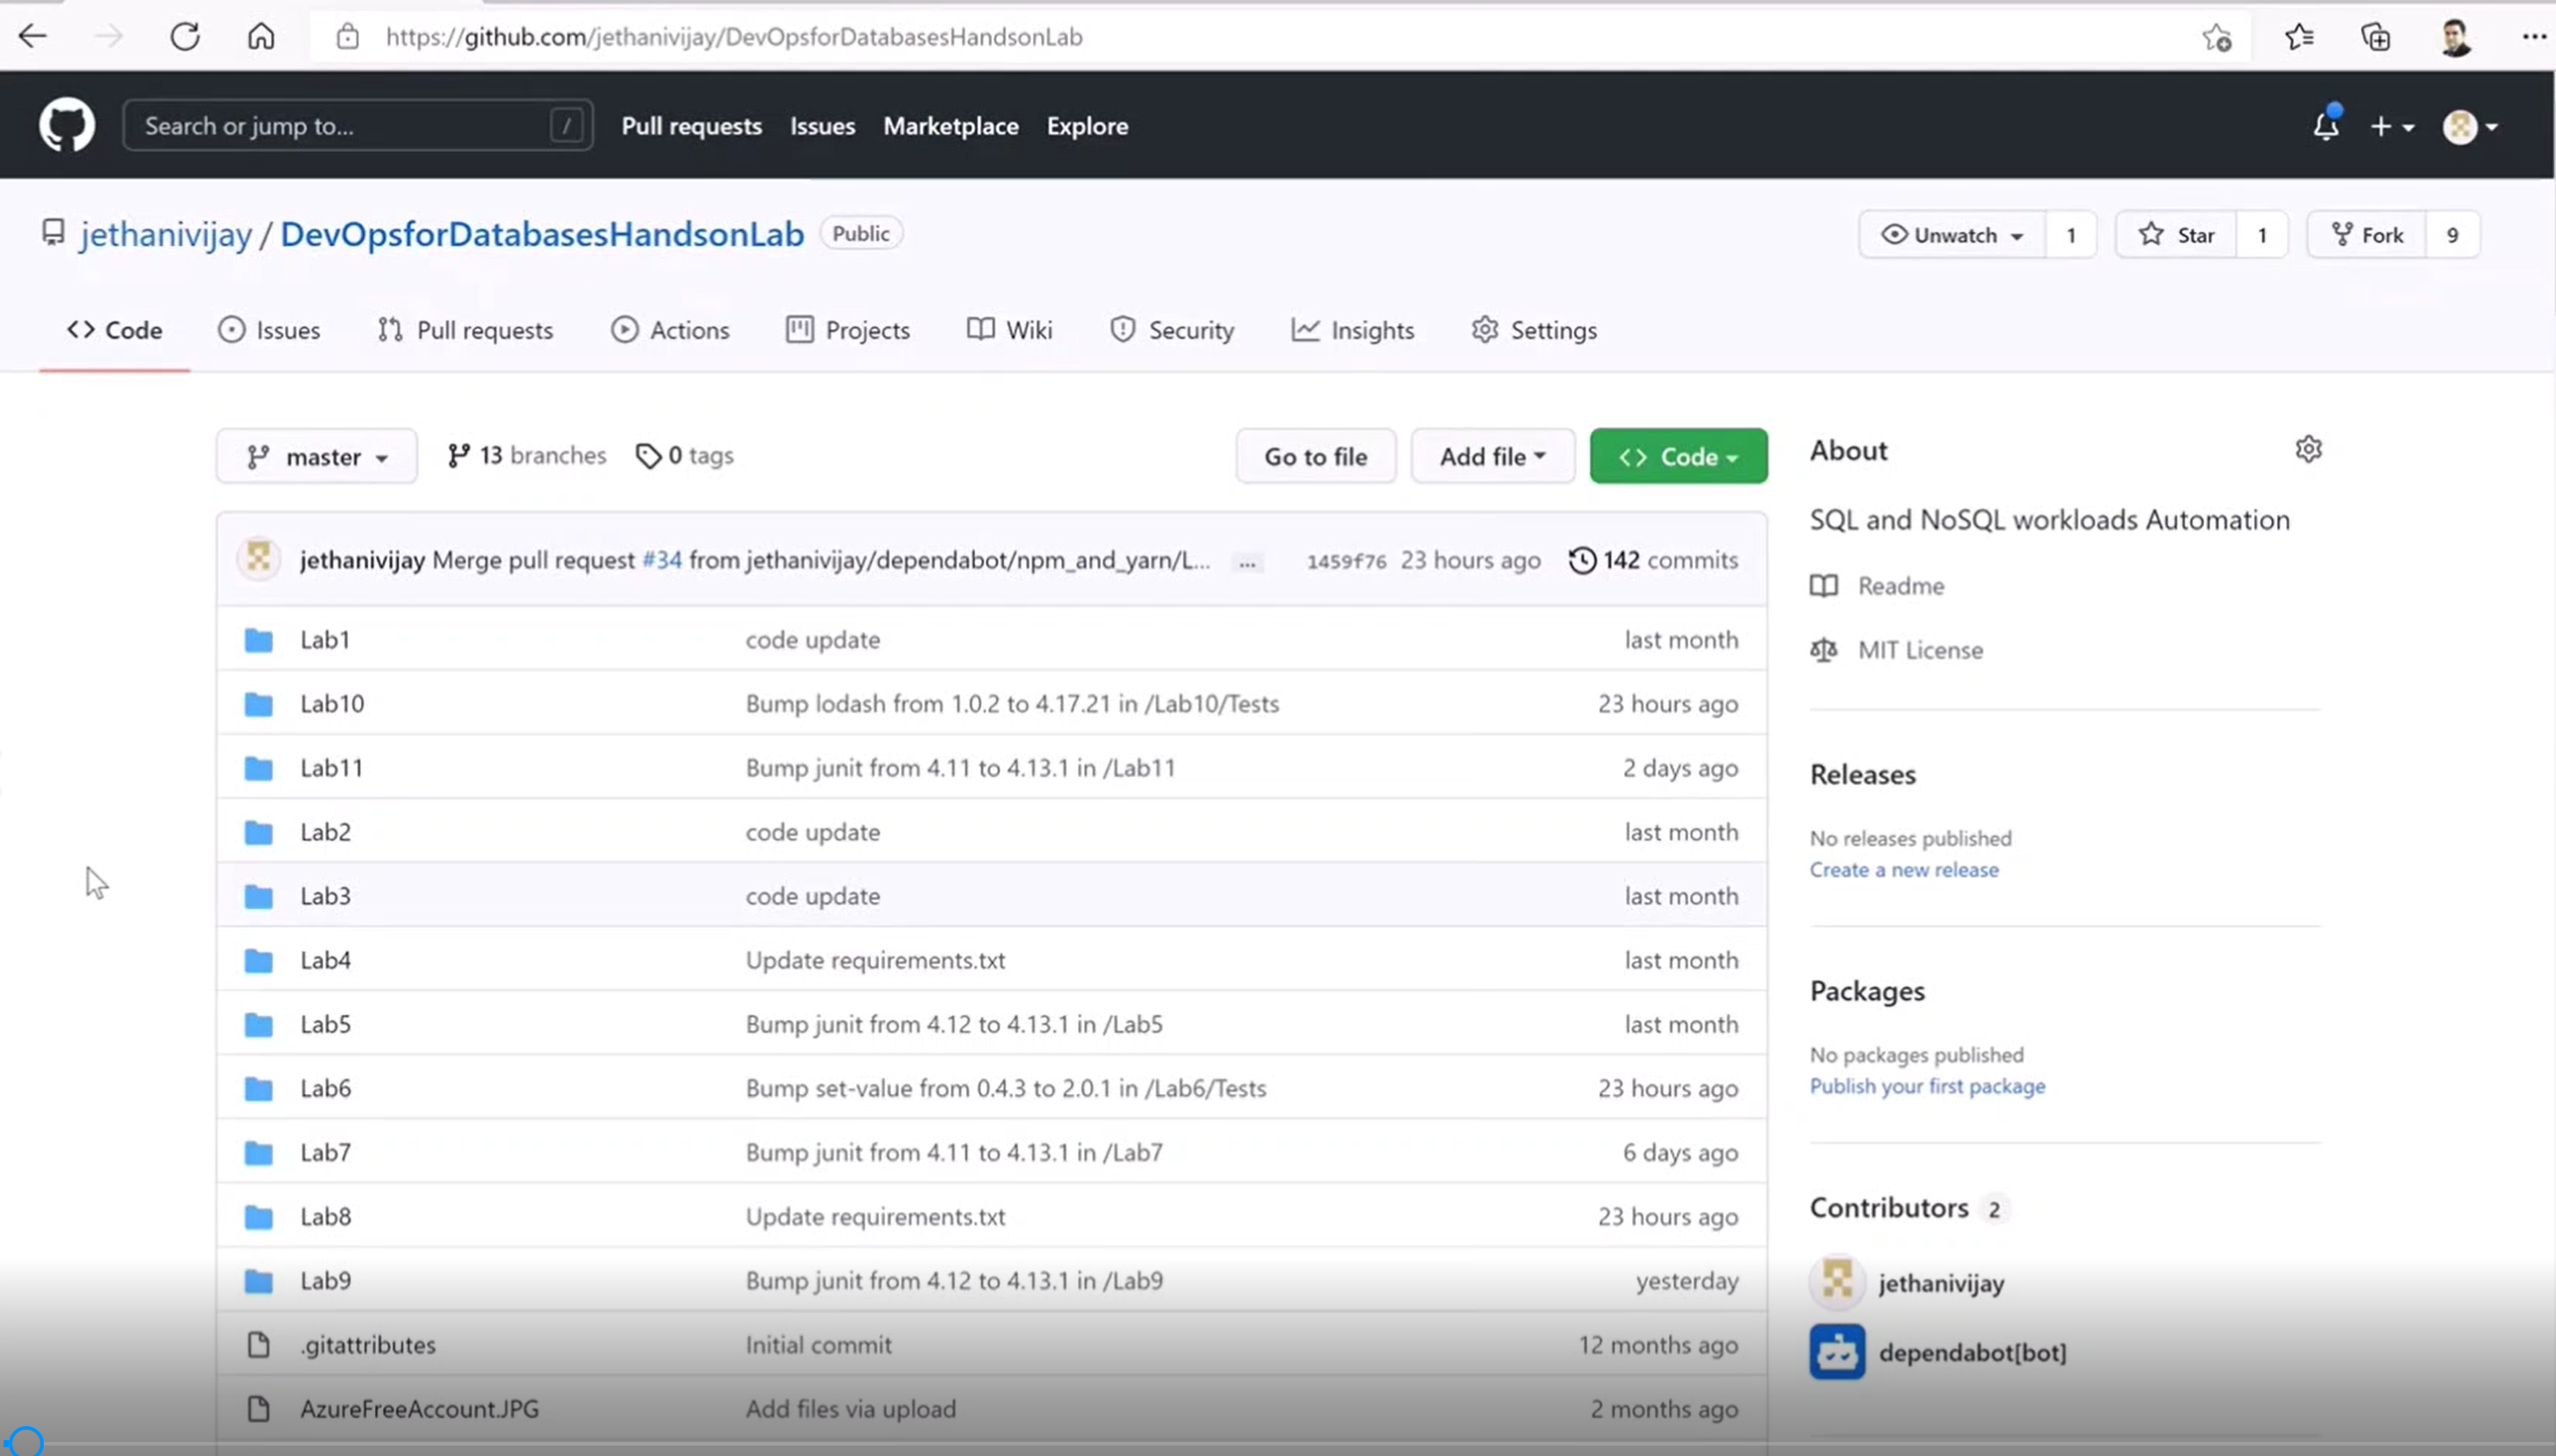 https://github.com/jethanivijay/DevOpsforDatabasesHandsonLab
Search or jump to... /
Pull requests Issues Marketplace Explore
jethanivijay / DevOpsforDatabasesHandsonLab Public
Unwatch 1 Star 1 Fork 9
Code Issues Pull requests Actions Projects Wiki Security Insights Settings
master 13 branches 0 tags Go to file Add file Code
jethanivijay Merge pull request #34 from jethanivijay/dependabot/npm_and_yarn/L... ... 1459f76 23 hours ago 142 commits
Lab1 code update last month
Lab10 Bump lodash from 1.0.2 to 4.17.21 in /Lab10/Tests 23 hours ago
Lab11 Bump junit from 4.11 to 4.13.1 in /Lab11 2 days ago
Lab2 code update last month
Lab3 code update last month
Lab4 Update requirements.txt last month
Lab5 Bump junit from 4.12 to 4.13.1 in /Lab5 last month
Lab6 Bump set-value from 0.4.3 to 2.0.1 in /Lab6/Tests 23 hours ago
Lab7 Bump junit from 4.11 to 4.13.1 in /Lab7 6 days ago
Lab8 Update requirements.txt 23 hours ago
Lab9 Bump junit from 4.12 to 4.13.1 in /Lab9 yesterday
.gitattributes Initial commit 12 months ago
AzureFreeAccount.JPG Add files via upload 2 months ago
About
SQL and NoSQL workloads Automation
Readme
MIT License
Releases
No releases published
Create a new release
Packages
No packages published
Publish your first package
Contributors 2
jethanivijay
dependabot[bot]